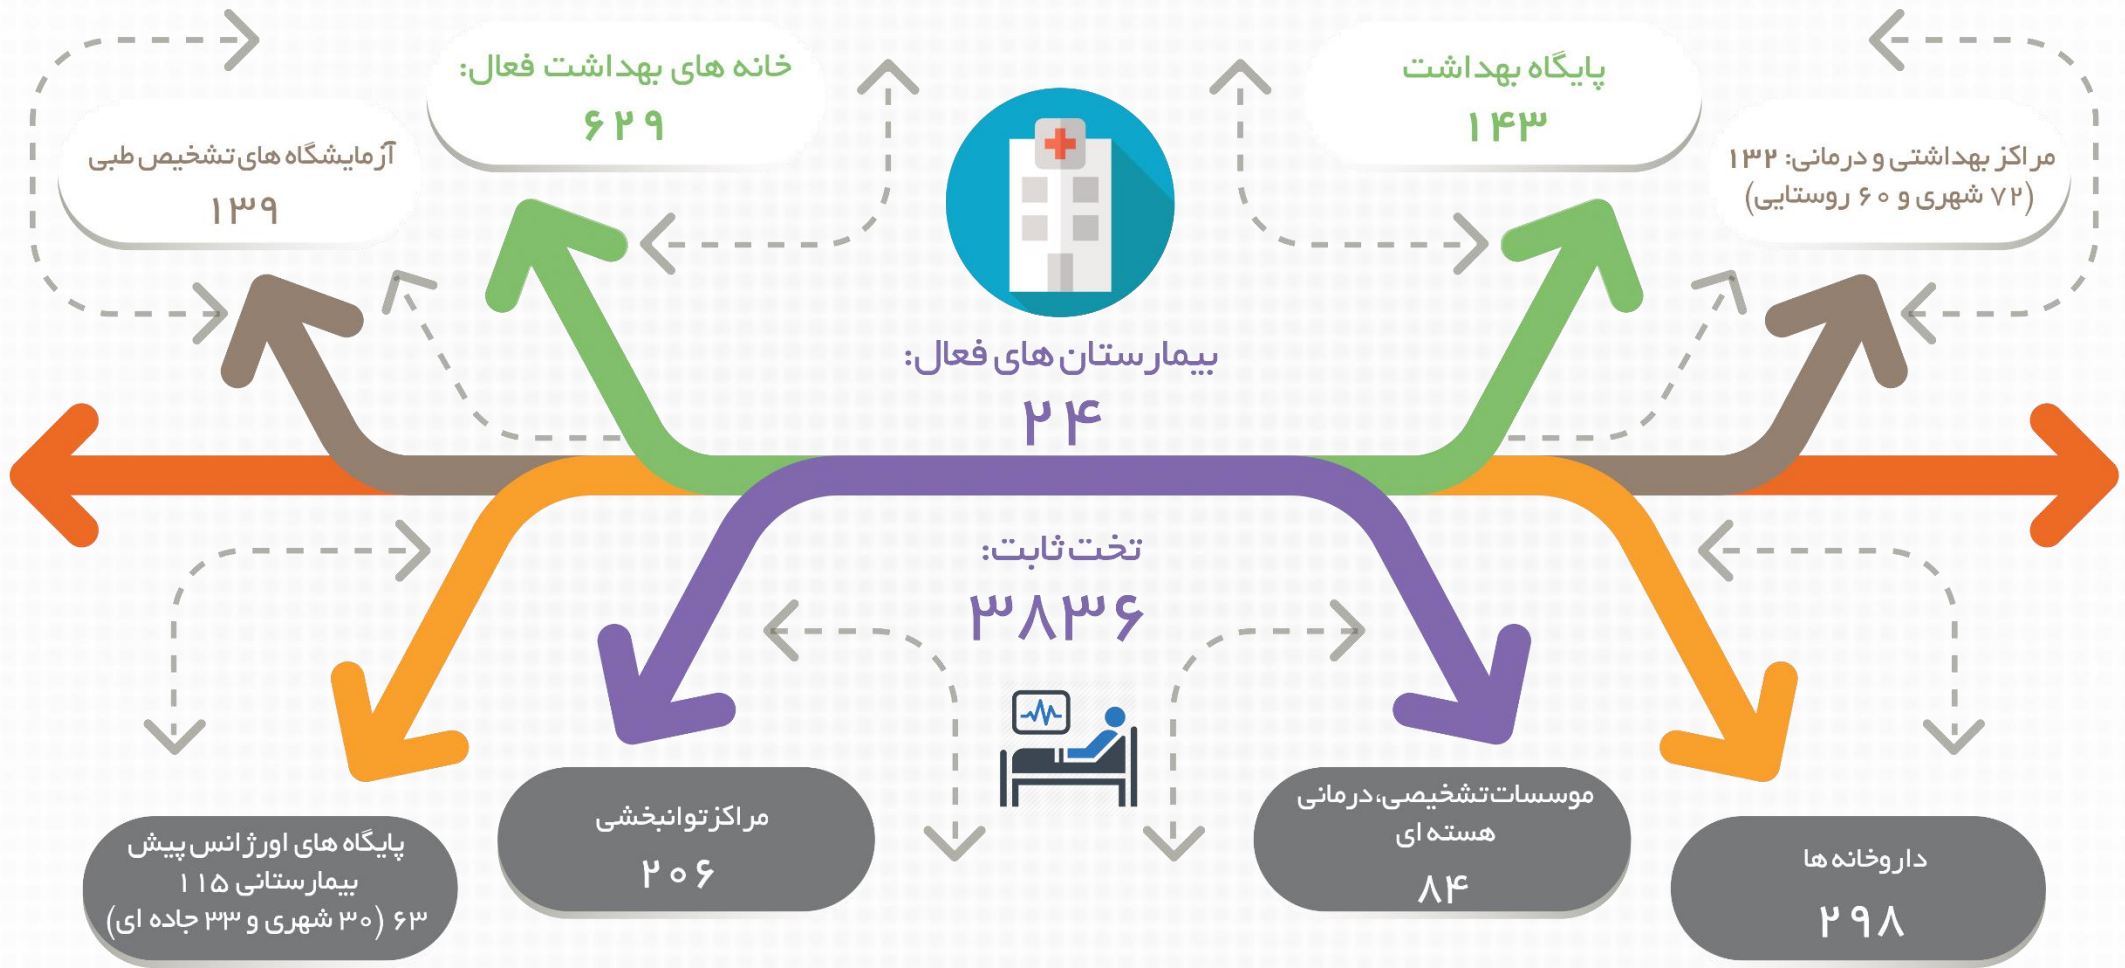 پایگاه بهداشت
۱۴۳
خانه های بهداشت فعال:
۶۲۹
مراکز بهداشتی و درمانی: ۱۳۲
(۷۲ شهری و ۶۰ روستایی)
آزمایشگاه های تشخیص طبی
۱۳۹
بیمارستان های فعال:
۲۴
تخت ثابت:
۳۸۳۶
داروخانه ها
۲۹۸
موسسات تشخیصی، درمانی
هسته ای
۸۴
مراکز توانبخشی
۲۰۶
پایگاه های اورژانس پیش
بیمارستانی ۱۱۵
۶۳ (۳۰ شهری و ۳۳ جاده ای)